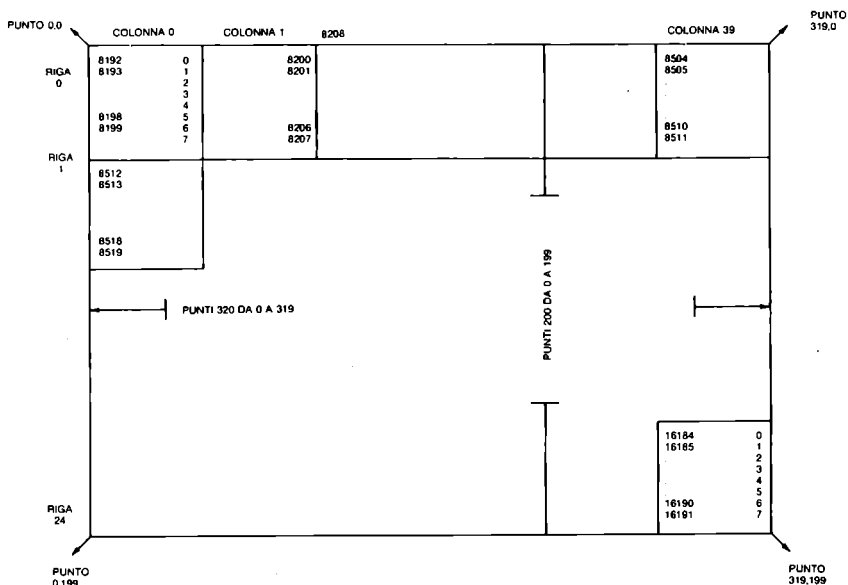 PUNTO 0,0
COLONNA 0
COLONNA 1
8208
COLONNA 39
PUNTO
319,0
RIGA
0
8192 0
8193 1
2
3
4
8198 5
8199 6
7
8200
8201
8206
8207
8504
8505
8510
8511
RIGA
1
8512
8513
8518
8519
PUNTI 320 DA 0 A 319
PUNTI 200 DA 0 A 199
16184 0
16185 1
2
3
4
5
16190 6
16191 7
RIGA
24
PUNTO
0,199
PUNTO
319,199